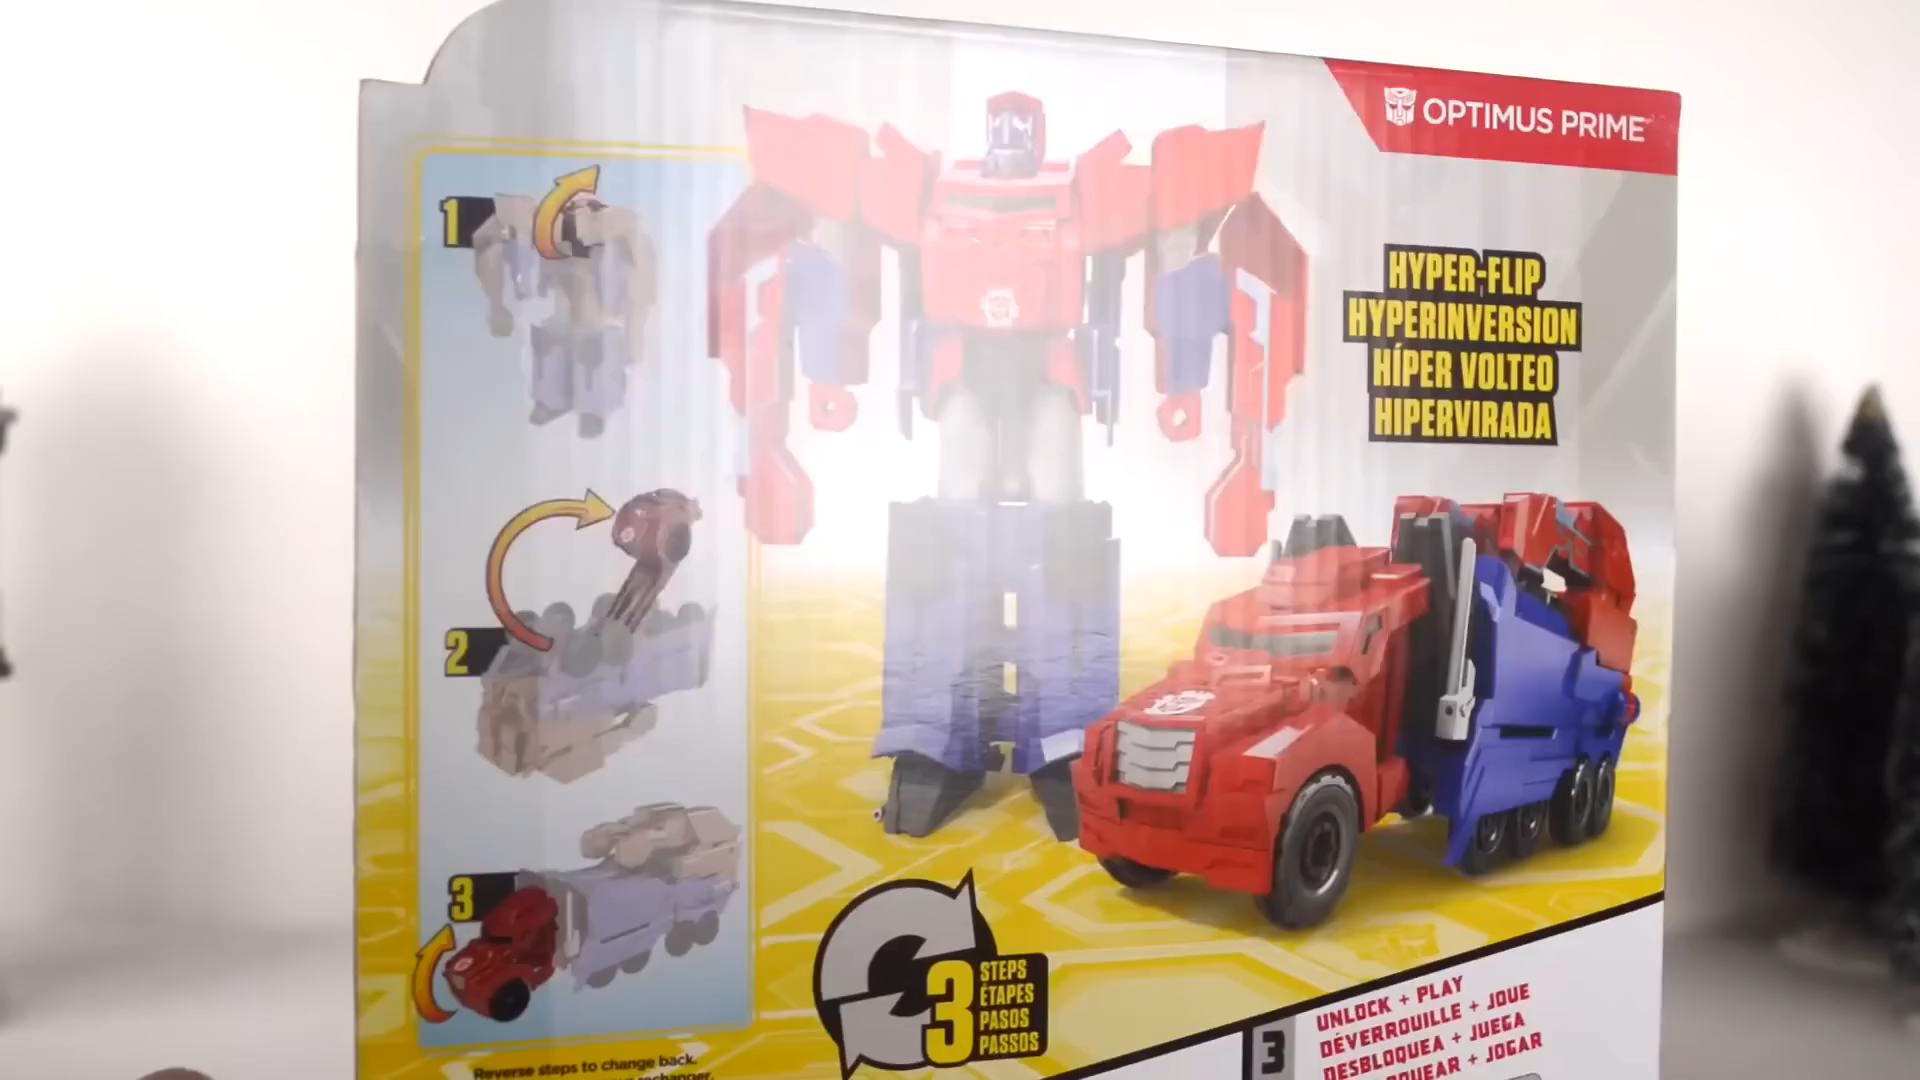 OPTIMUS PRIME
HYPER-FLIP
HYPERINVERSION
HÍPER VOLTEO
HIPERVIRADA
1
2
3
3
STEPS
ÉTAPES
PASOS
PASSOS
Reverse steps to change back.
3
UNLOCK + PLAY
DÉVERROUILLE + JOUE
DESBLOQUEA + JUEGA
+ JOGAR